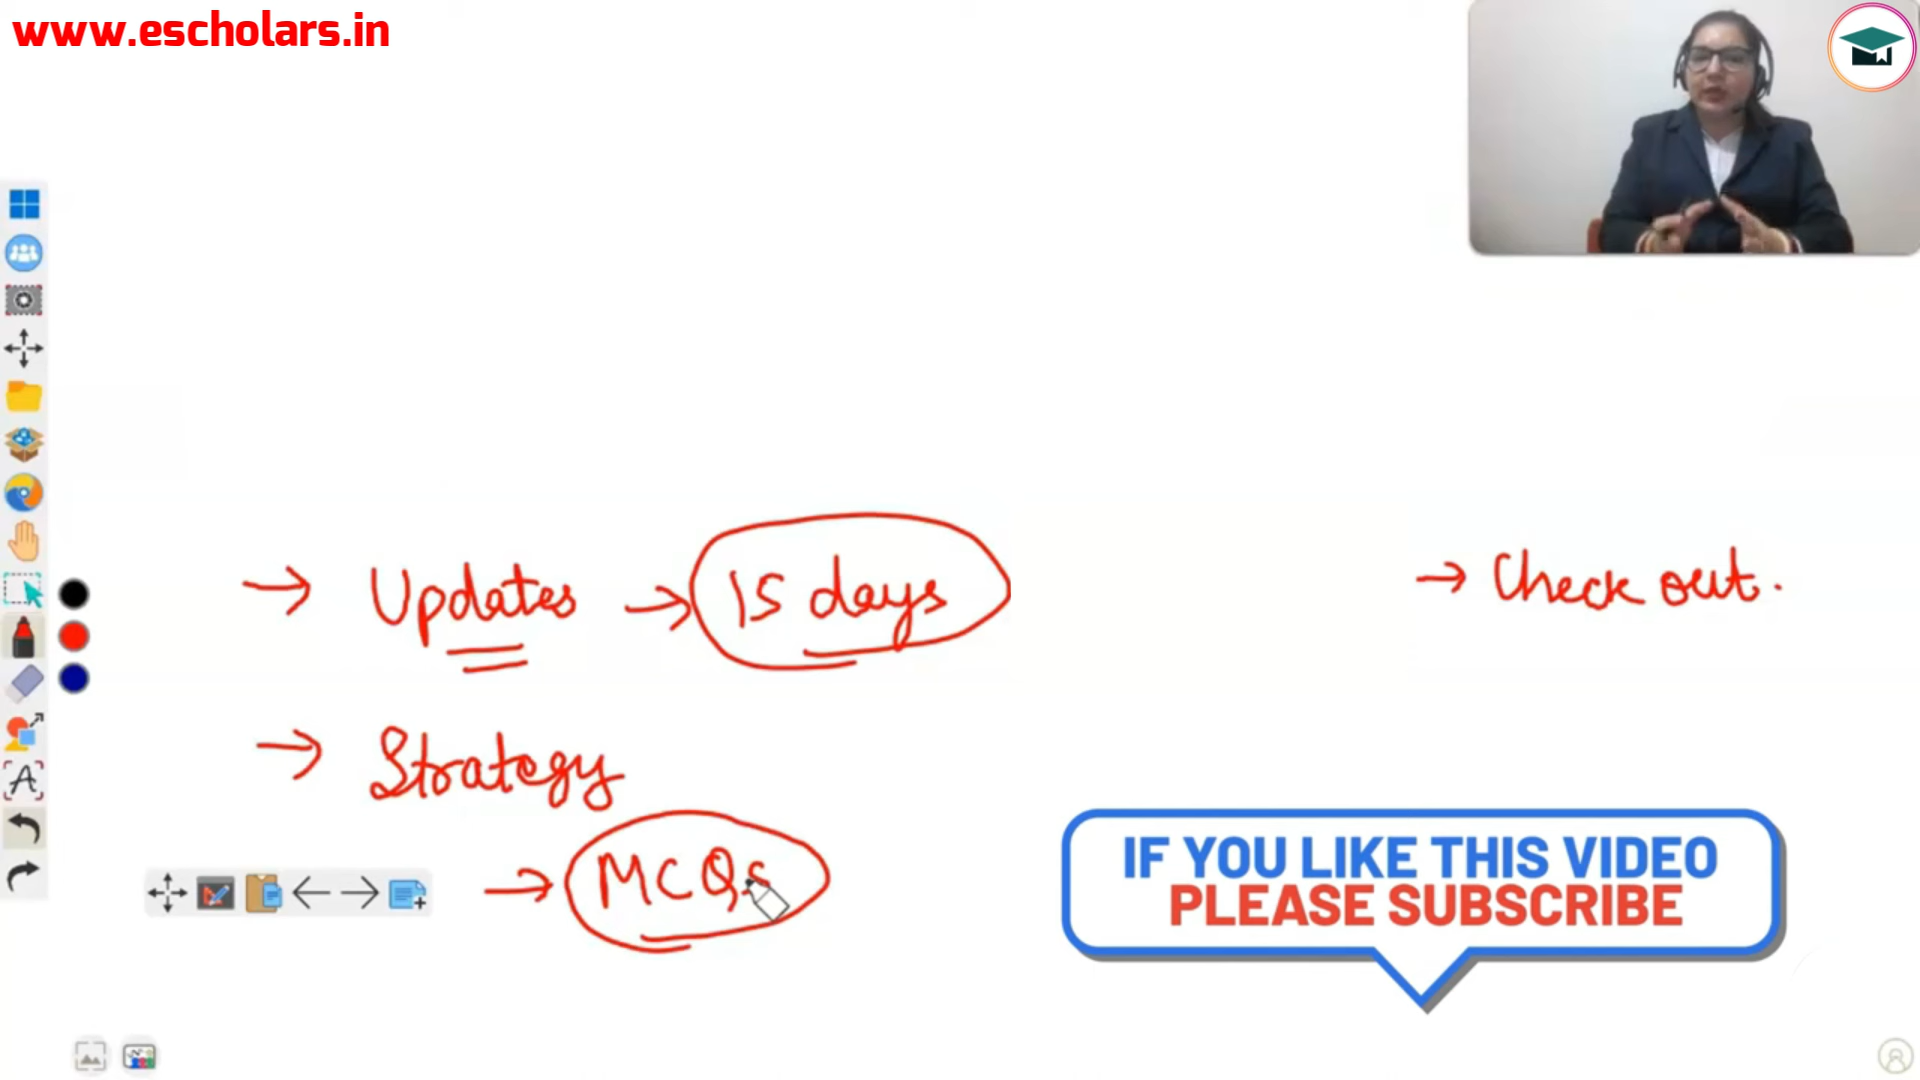 www.escholars.in
→ Updates → 15 days
→ Check out.
→ Strategy
→ MCQs
IF YOU LIKE THIS VIDEO
PLEASE SUBSCRIBE